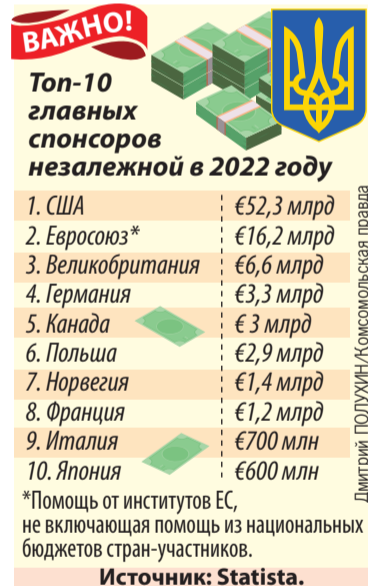 ВАЖНО!
Топ-10
главных
спонсоров
незалежной в 2022 году
1. США €52,3 млрд
2. Евросоюз* €16,2 млрд
3. Великобритания €6,6 млрд
4. Германия €3,3 млрд
5. Канада € 3 млрд
6. Польша €2,9 млрд
7. Норвегия €1,4 млрд
8. Франция €1,2 млрд
9. Италия €700 млн
10. Япония €600 млн
*Помощь от институтов ЕС,
не включающая помощь из национальных
бюджетов стран-участников.
Источник: Statista.
Дмитрий ПОЛУХИН/Комсомольская правда